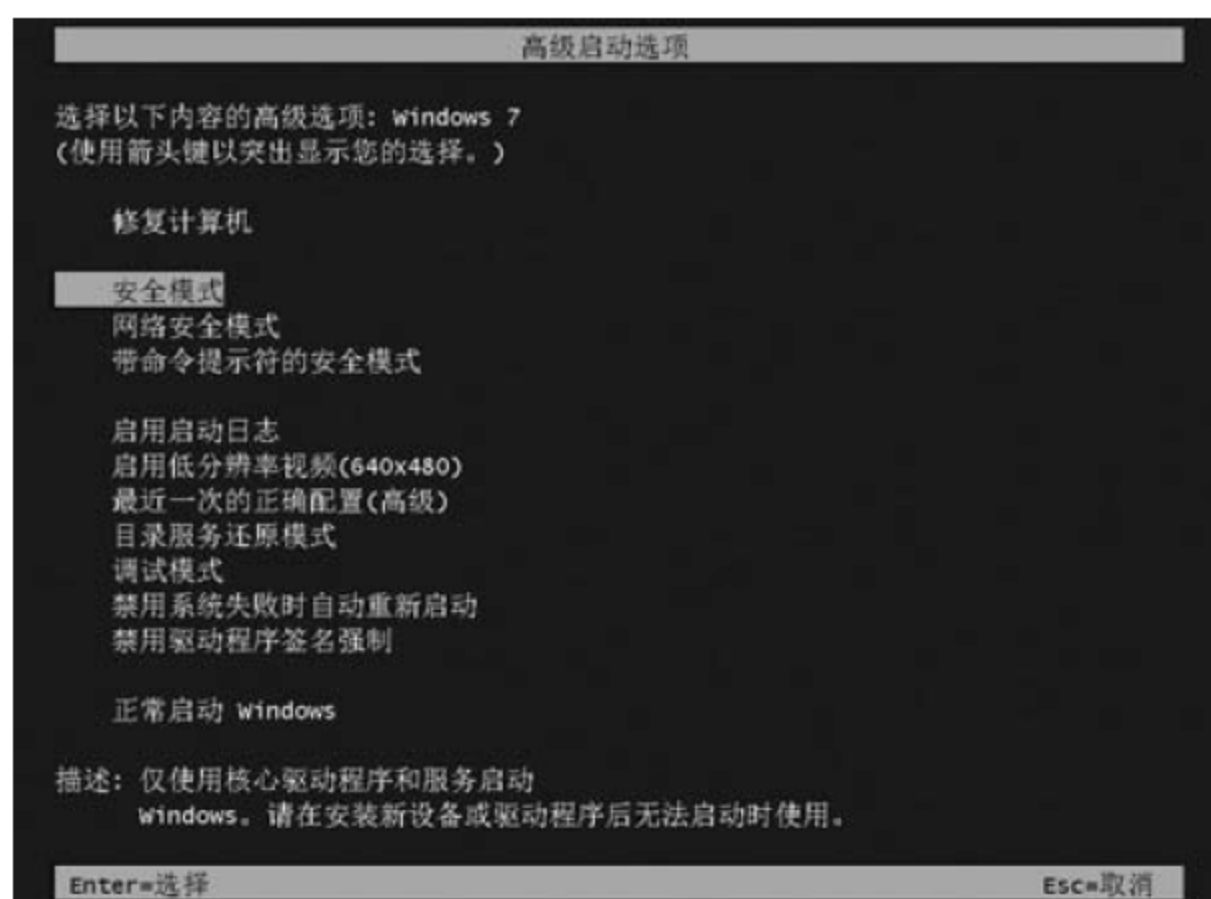 高级启动选项
选择以下内容的高级选项: Windows 7
(使用箭头键以突出显示您的选择。)
修复计算机
安全模式
网络安全模式
带命令提示符的安全模式
启用启动日志
启用低分辨率视频(640x480)
最近一次的正确配置(高级)
目录服务还原模式
调试模式
禁用系统失败时自动重新启动
禁用驱动程序签名强制
正常启动 Windows
描述: 仅使用核心驱动程序和服务启动
Windows。请在安装新设备或驱动程序后无法启动时使用。
Enter=选择 Esc=取消